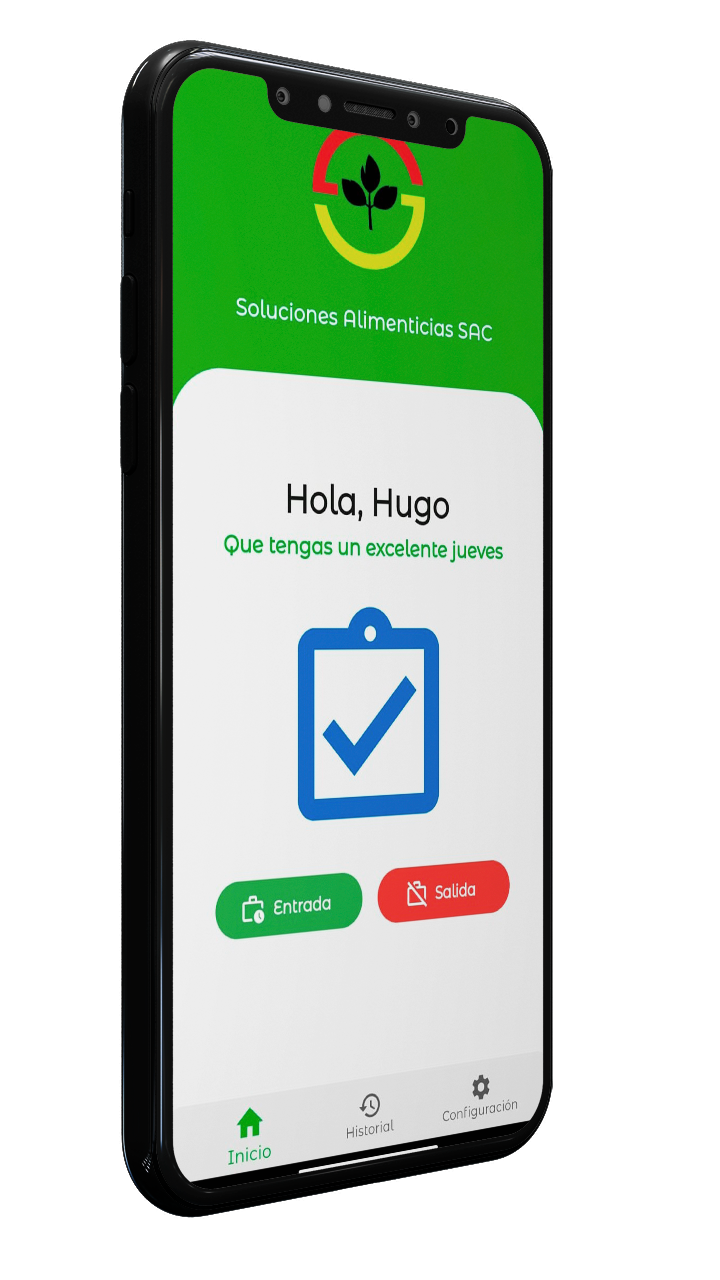 Soluciones Alimenticias SAC
Hola, Hugo
Que tengas un excelente jueves
Entrada
Salida
Inicio
Historial
Configuración